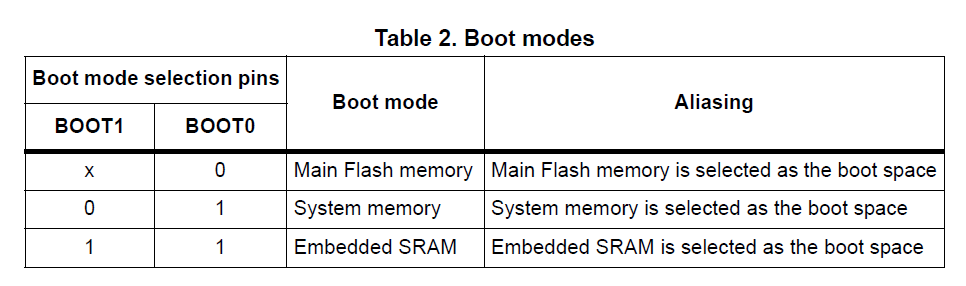 Table 2. Boot modes
Boot mode selection pins
Boot mode
Aliasing
BOOT1 BOOT0
x 0 Main Flash memory Main Flash memory is selected as the boot space
0 1 System memory System memory is selected as the boot space
1 1 Embedded SRAM Embedded SRAM is selected as the boot space